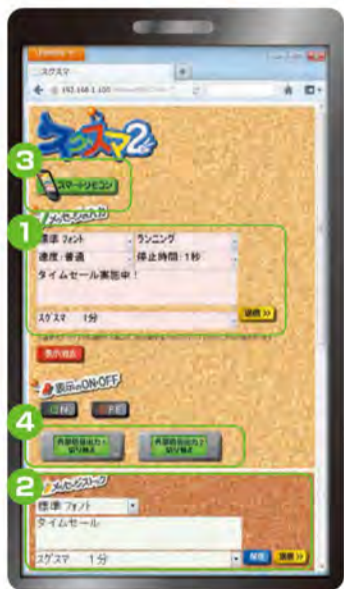 スグスマ
192.168.1.100
スグスマ2
3
スマートリモコン
メッセージの入力
1
標準 フォント
ランニング
速度:普通
停止時間:1秒
タイムセール実施中!
スグスマ 1分
送信 >>
表示消去
表示のON・OFF
ON
OFF
4
外部信号出力1
切り替え
外部信号出力2
切り替え
2
メッセージストック
標準 フォント
タイムセール
スグスマ 1分
送信 >>